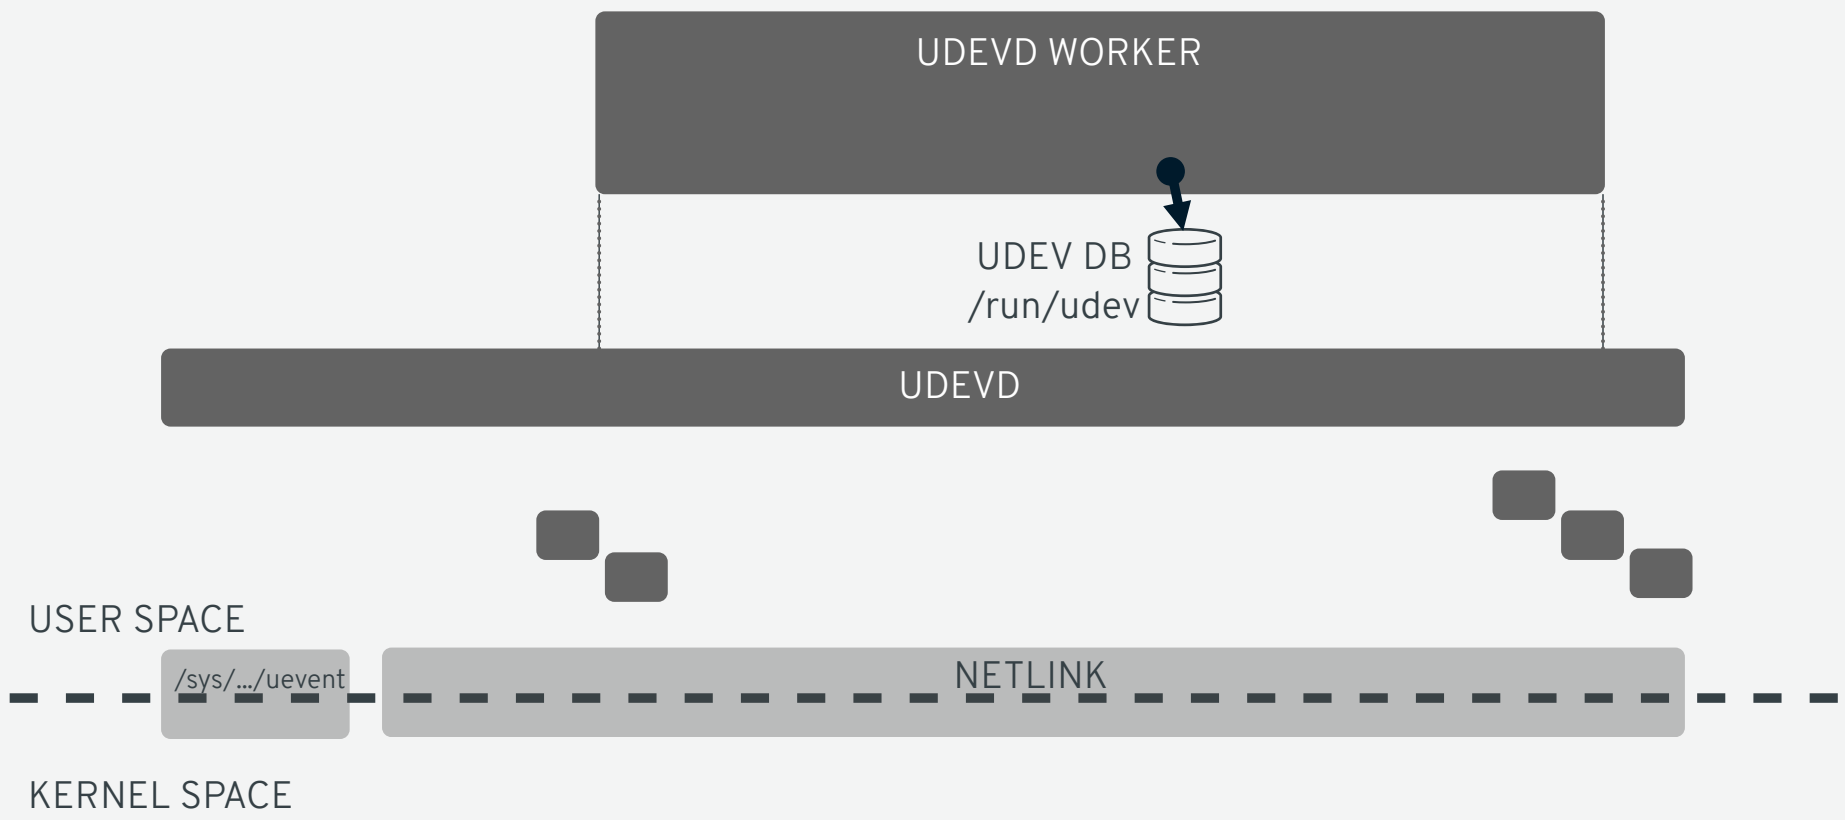 UDEVD WORKER
UDEV DB
/run/udev
UDEVD
USER SPACE
/sys/.../uevent
NETLINK
KERNEL SPACE